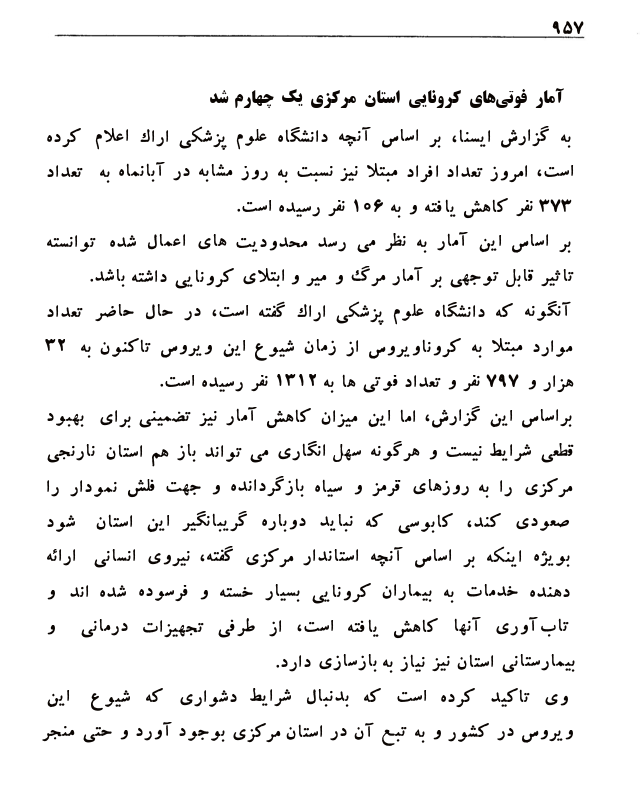 ۹۵۷
آمار فوتی‌های کرونایی استان مرکزی یک چهارم شد
به گزارش ایسنا، بر اساس آنچه دانشگاه علوم پزشکی اراك اعلام کرده
است، امروز تعداد افراد مبتلا نیز نسبت به روز مشابه در آبانماه به تعداد
۳۷۳ نفر کاهش یافته و به ۱۰۶ نفر رسیده است.
بر اساس این آمار به نظر می رسد محدودیت های اعمال شده توانسته
تاثیر قابل توجهی بر آمار مرگ و میر و ابتلای کرونایی داشته باشد.
آنگونه که دانشگاه علوم پزشکی اراك گفته است، در حال حاضر تعداد
موارد مبتلا به کروناویروس از زمان شیوع این ویروس تاکنون به ۳۲
هزار و ۷۹۷ نفر و تعداد فوتی ها به ۱۳۱۲ نفر رسیده است.
براساس این گزارش، اما این میزان کاهش آمار نیز تضمینی برای بهبود
قطعی شرایط نیست و هرگونه سهل انگاری می تواند باز هم استان نارنجی
مرکزی را به روزهای قرمز و سیاه بازگردانده و جهت فلش نمودار را
صعودی کند، کابوسی که نباید دوباره گریبانگیر این استان شود
بویژه اینکه بر اساس آنچه استاندار مرکزی گفته، نیروی انسانی ارائه
دهنده خدمات به بیماران کرونایی بسیار خسته و فرسوده شده اند و
تاب‌آوری آنها کاهش یافته است، از طرفی تجهیزات درمانی و
بیمارستانی استان نیز نیاز به بازسازی دارد.
وی تاکید کرده است که بدنبال شرایط دشواری که شیوع این
ویروس در کشور و به تبع آن در استان مرکزی بوجود آورد و حتی منجر